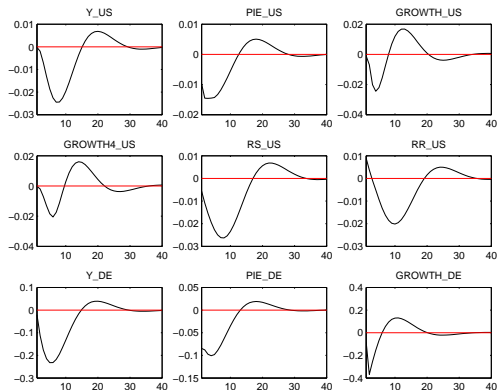 Y_US PIE_US GROWTH_US
0.01 0.01 0.02
0 0.005 0
−0.01 0 −0.02
−0.02 −0.01 −0.04
−0.03 −0.02 −0.06
10 20 30 40 10 20 30 40 10 20 30 40
GROWTH4_US RS_US RR_US
0.02 0.01 0.01
0 0 0
−0.02 −0.01 −0.01
−0.02 −0.02
−0.04 −0.03 −0.03
10 20 30 40 10 20 30 40 10 20 30 40
Y_DE PIE_DE GROWTH_DE
0.1 0.05 0.4
0 0 0.2
−0.1 −0.05 0
−0.2 −0.1 −0.2
−0.3 −0.15 −0.4
10 20 30 40 10 20 30 40 10 20 30 40